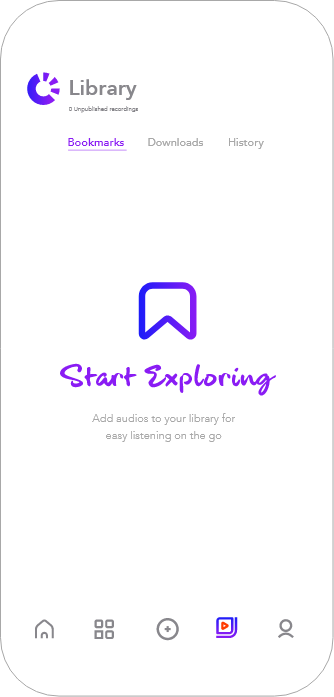 Library
0 Unpublished recordings
Bookmarks Downloads History
Start Exploring
Add audios to your library for
easy listening on the go